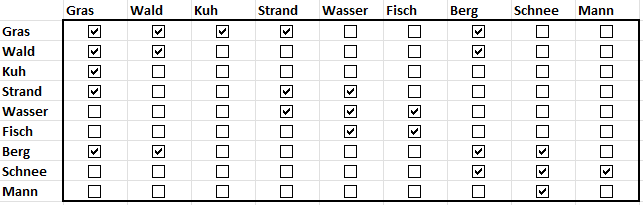 Gras Wald Kuh Strand Wasser Fisch Berg Schnee Mann
Gras
Wald
Kuh
Strand
Wasser
Fisch
Berg
Schnee
Mann